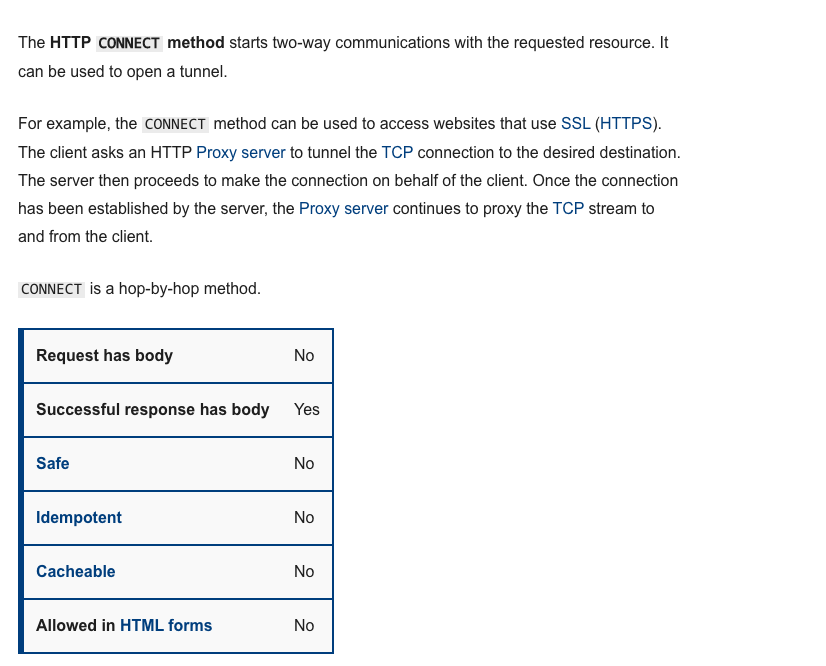 The HTTP CONNECT method starts two-way communications with the requested resource. It
can be used to open a tunnel.
For example, the CONNECT method can be used to access websites that use SSL (HTTPS).
The client asks an HTTP Proxy server to tunnel the TCP connection to the desired destination.
The server then proceeds to make the connection on behalf of the client. Once the connection
has been established by the server, the Proxy server continues to proxy the TCP stream to
and from the client.
CONNECT is a hop-by-hop method.
Request has body No
Successful response has body Yes
Safe No
Idempotent No
Cacheable No
Allowed in HTML forms No